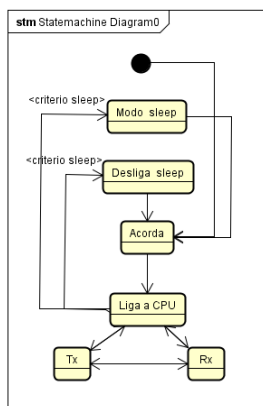 stm Statemachine Diagram0
<criterio sleep>
Modo sleep
<criterio sleep>
Desliga sleep
Acorda
Liga a CPU
Tx
Rx